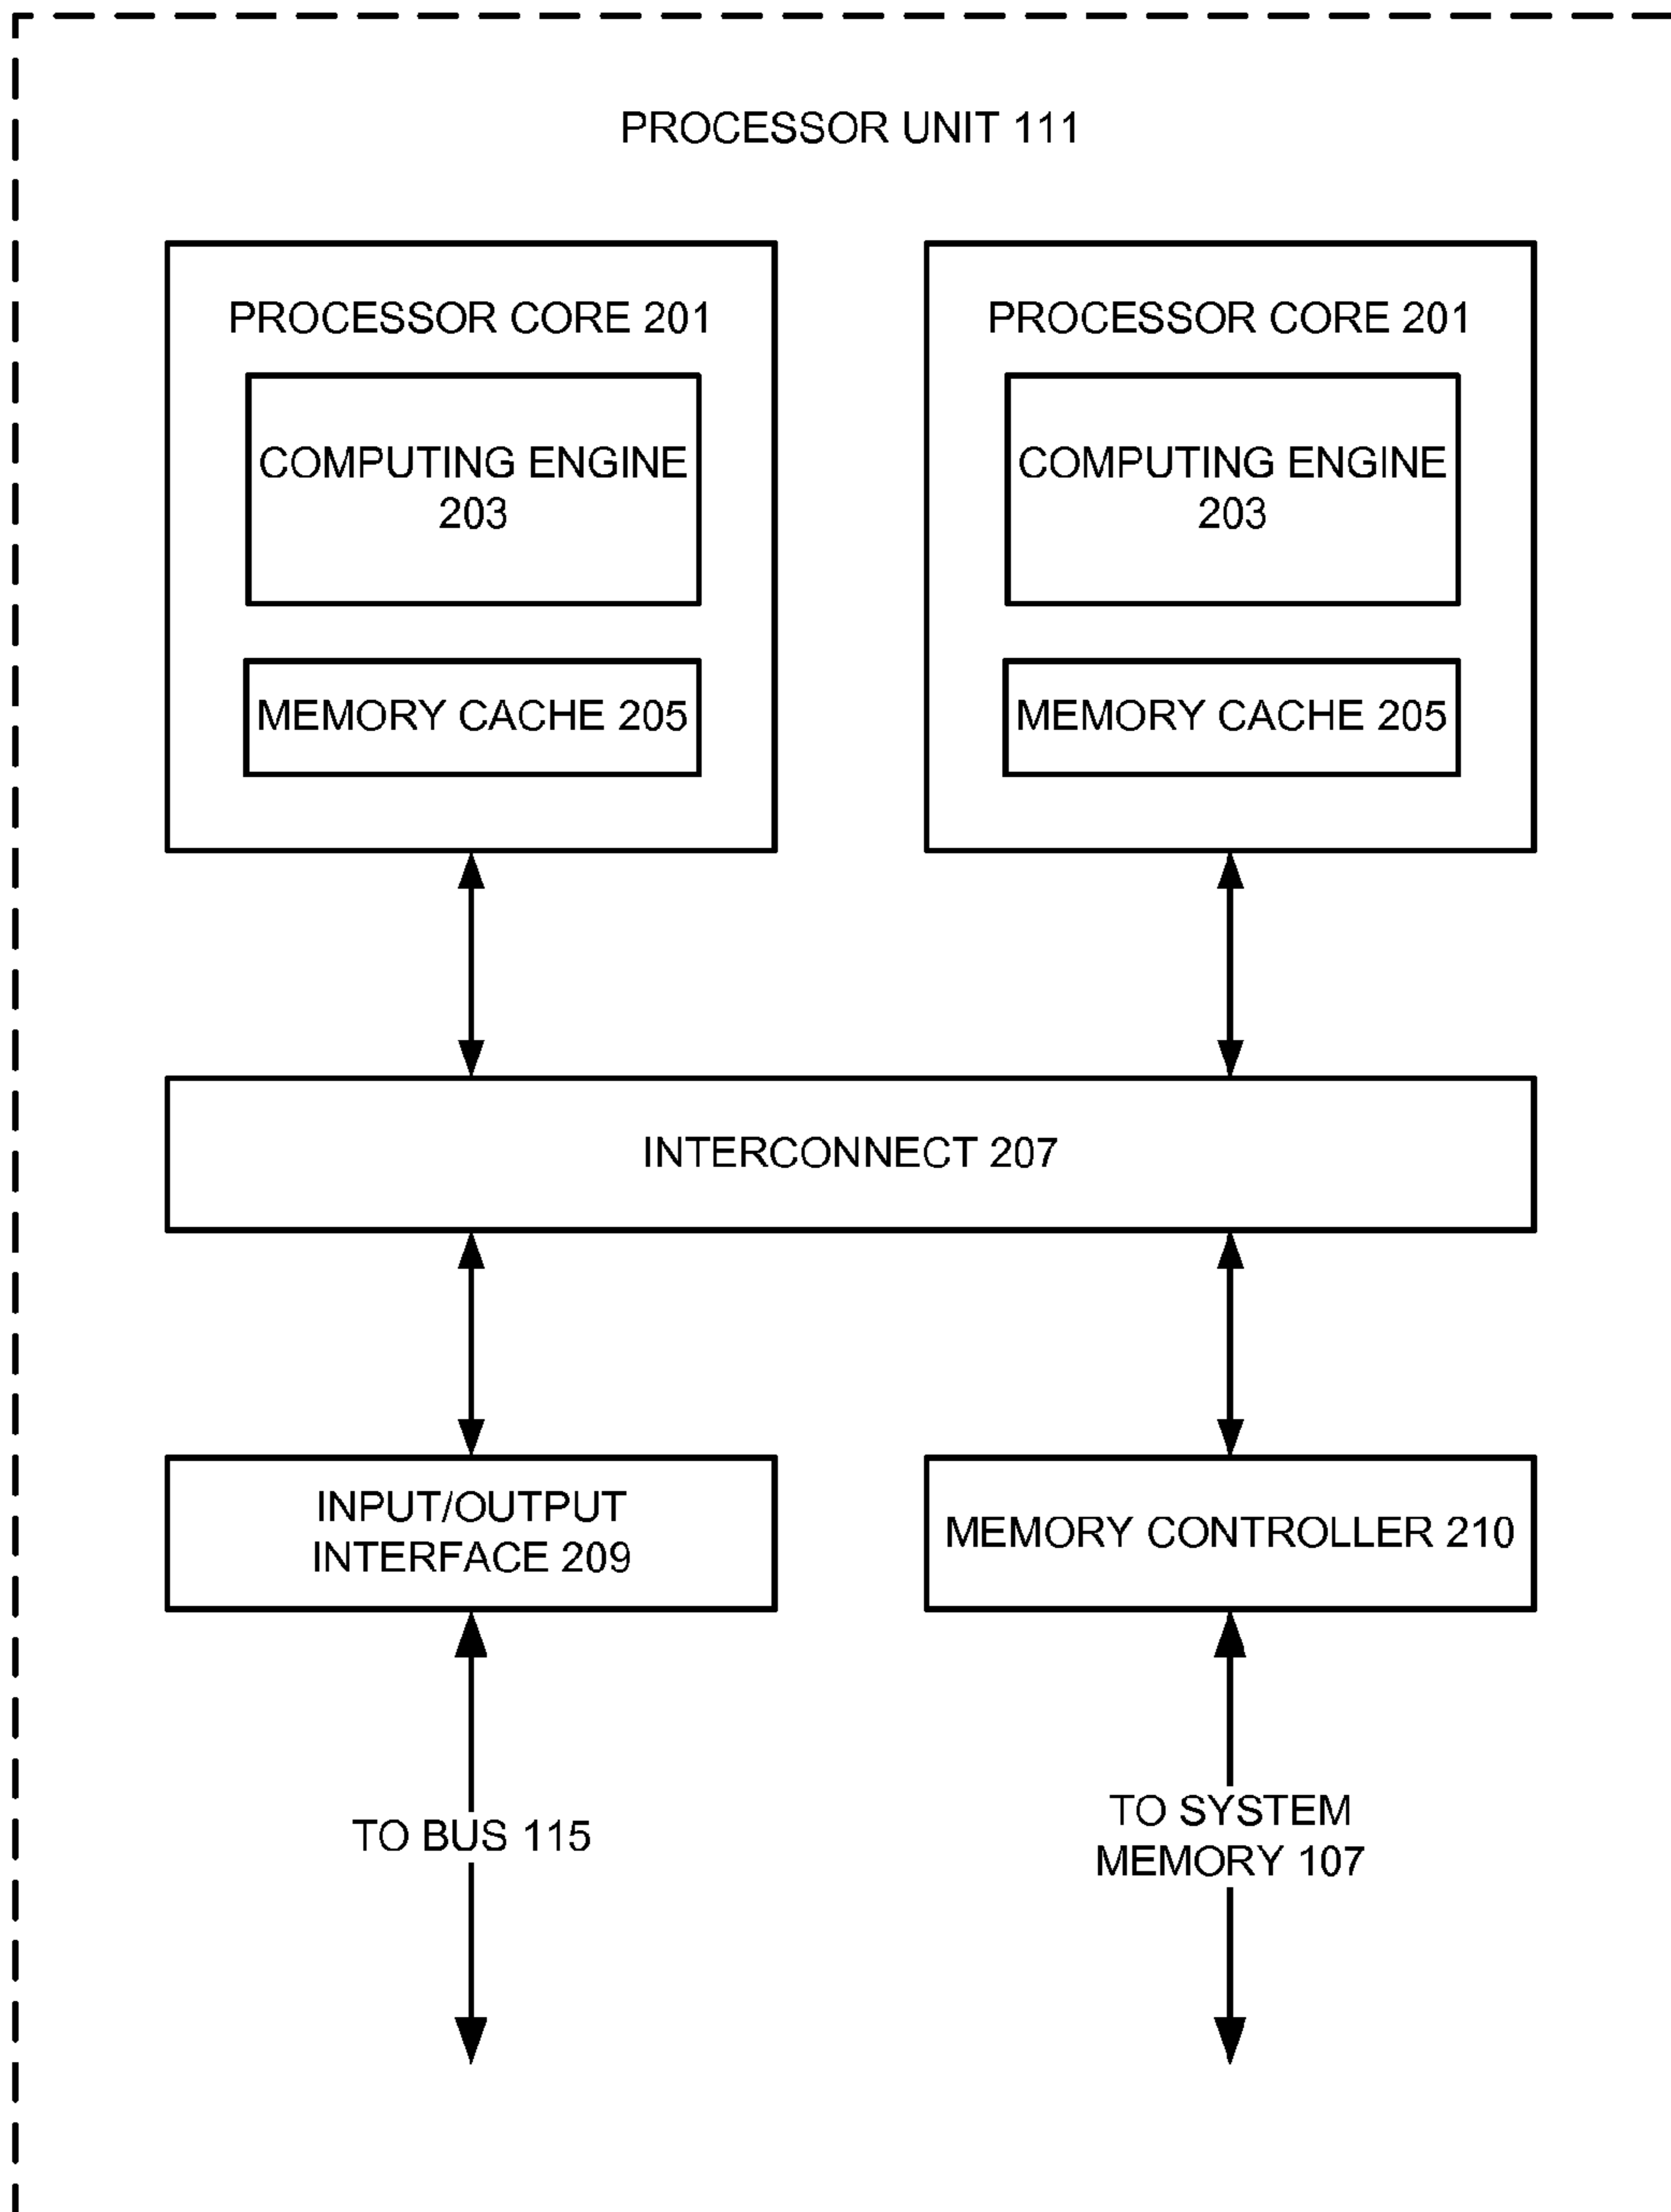 PROCESSOR UNIT 111
PROCESSOR CORE 201
COMPUTING ENGINE
203
MEMORY CACHE 205
PROCESSOR CORE 201
COMPUTING ENGINE
203
MEMORY CACHE 205
INTERCONNECT 207
INPUT/OUTPUT
INTERFACE 209
MEMORY CONTROLLER 210
TO BUS 115
TO SYSTEM
MEMORY 107